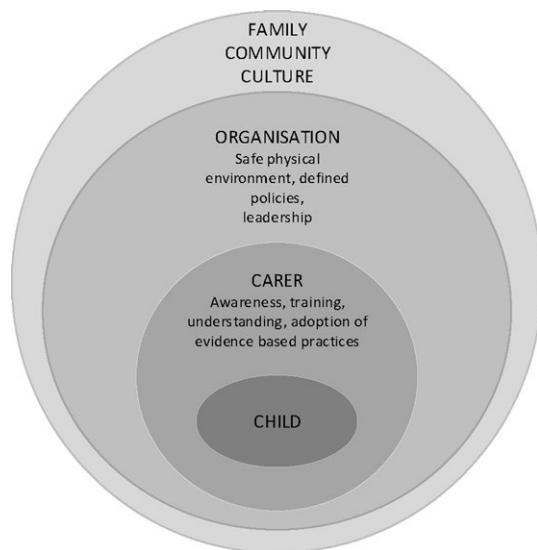 FAMILY
COMMUNITY
CULTURE
ORGANISATION
Safe physical
environment, defined
policies,
leadership
CARER
Awareness, training,
understanding, adoption of
evidence based practices
CHILD